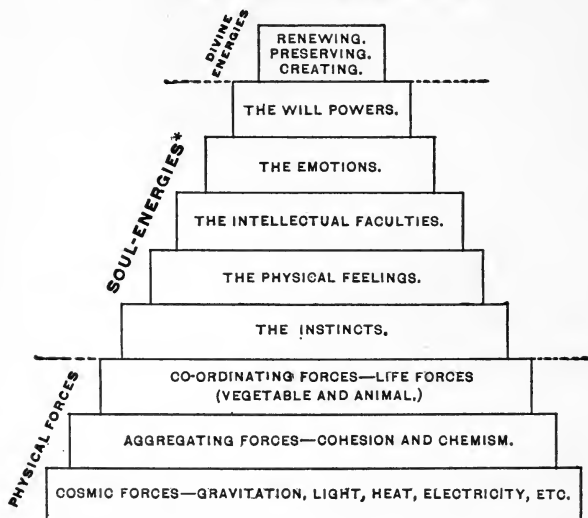 DIVINE
ENERGIES
RENEWING.
PRESERVING.
CREATING.
SOUL-ENERGIES*
THE WILL POWERS.
THE EMOTIONS.
THE INTELLECTUAL FACULTIES.
THE PHYSICAL FEELINGS.
THE INSTINCTS.
PHYSICAL FORCES
CO-ORDINATING FORCES—LIFE FORCES
(VEGETABLE AND ANIMAL.)
AGGREGATING FORCES—COHESION AND CHEMISM.
COSMIC FORCES—GRAVITATION, LIGHT, HEAT, ELECTRICITY, ETC.